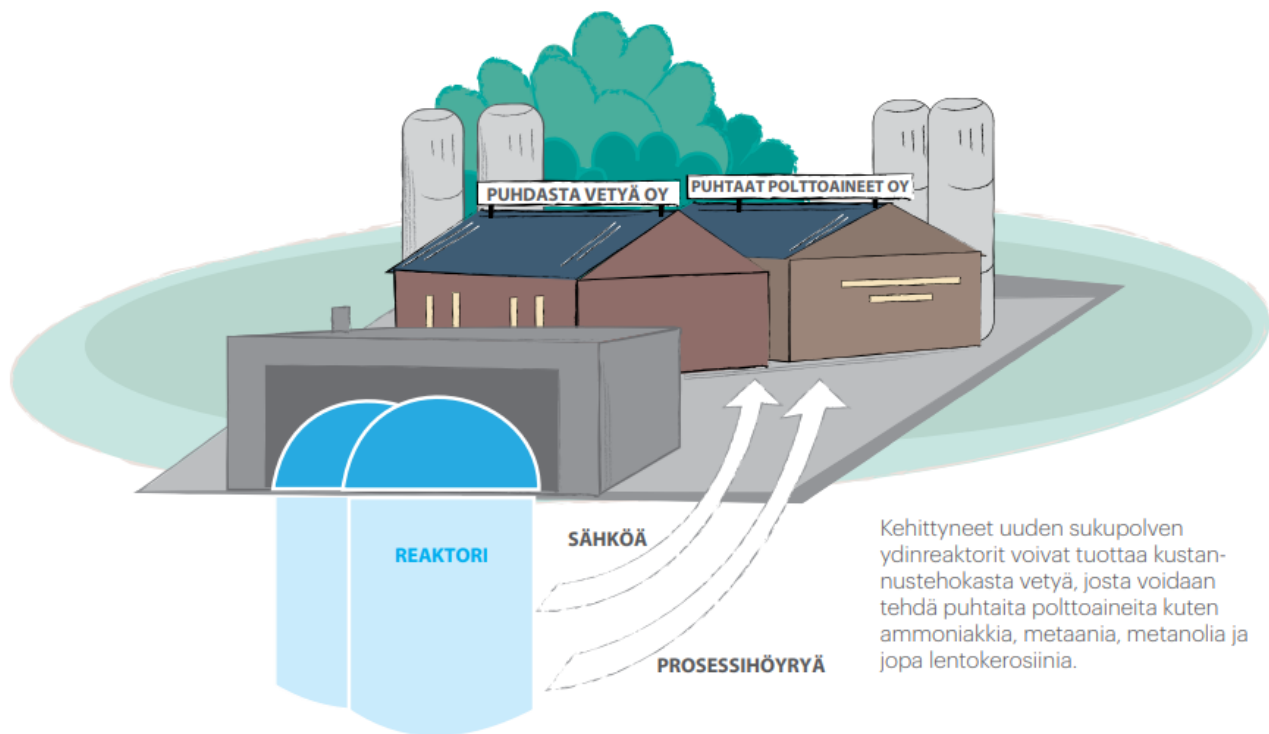 PUHDASTA VETYÄ OY
PUHTAAT POLTTOAINEET OY
REAKTORI
SÄHKÖÄ
PROSESSIHÖYRYÄ
Kehittyneet uuden sukupolven
ydinreaktorit voivat tuottaa kustan-
nustehokasta vetyä, josta voidaan
tehdä puhtaita polttoaineita kuten
ammoniakkia, metaania, metanolia ja
jopa lentokerosiinia.